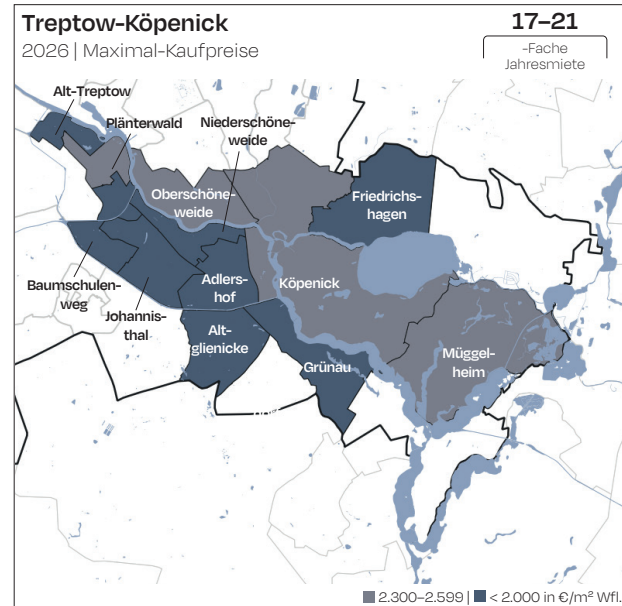 Treptow-Köpenick
2026 | Maximal-Kaufpreise
17–21
-Fache
Jahresmiete
Alt-Treptow
Plänterwald
Niederschöne-
weide
Oberschöne-
weide
Friedrichs-
hagen
Baumschulen-
weg
Johannis-
thal
Adlers-
hof
Köpenick
Alt-
glienicke
Grünau
Müggel-
heim
2.300–2.599 | < 2.000 in €/m² Wfl.